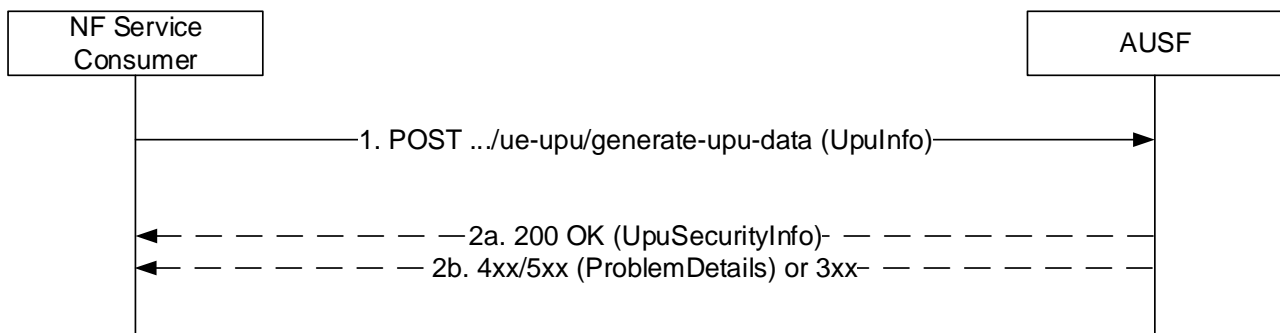 NF Service
Consumer
AUSF
1. POST .../ue-upu/generate-upu-data (UpuInfo)
2a. 200 OK (UpuSecurityInfo)
2b. 4xx/5xx (ProblemDetails) or 3xx